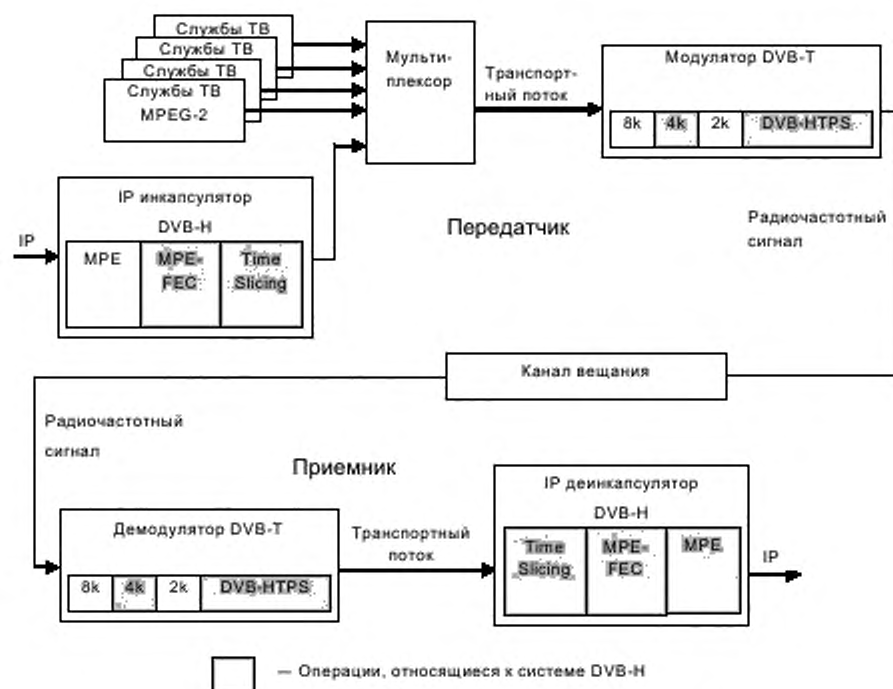 Службы ТВ
Службы ТВ
Службы ТВ
Службы ТВ
MPEG-2
Мульти-
плексор
Транспорт-
ный поток
Модулятор DVB-T
8k 4k 2k DVB-HTPS
IP инкапсулятор
DVB-H
IP
MPE MPE- Time
FEC Slicing
Передатчик
Радиочастотный
сигнал
Канал вещания
Радиочастотный
сигнал
Приемник
Демодулятор DVB-T
8k 4k 2k DVB-HTPS
Транспортный
поток
IP деинкапсулятор
DVB-H
Time MPE- MPE
Slicing FEC
IP
— Операции, относящиеся к системе DVB-H